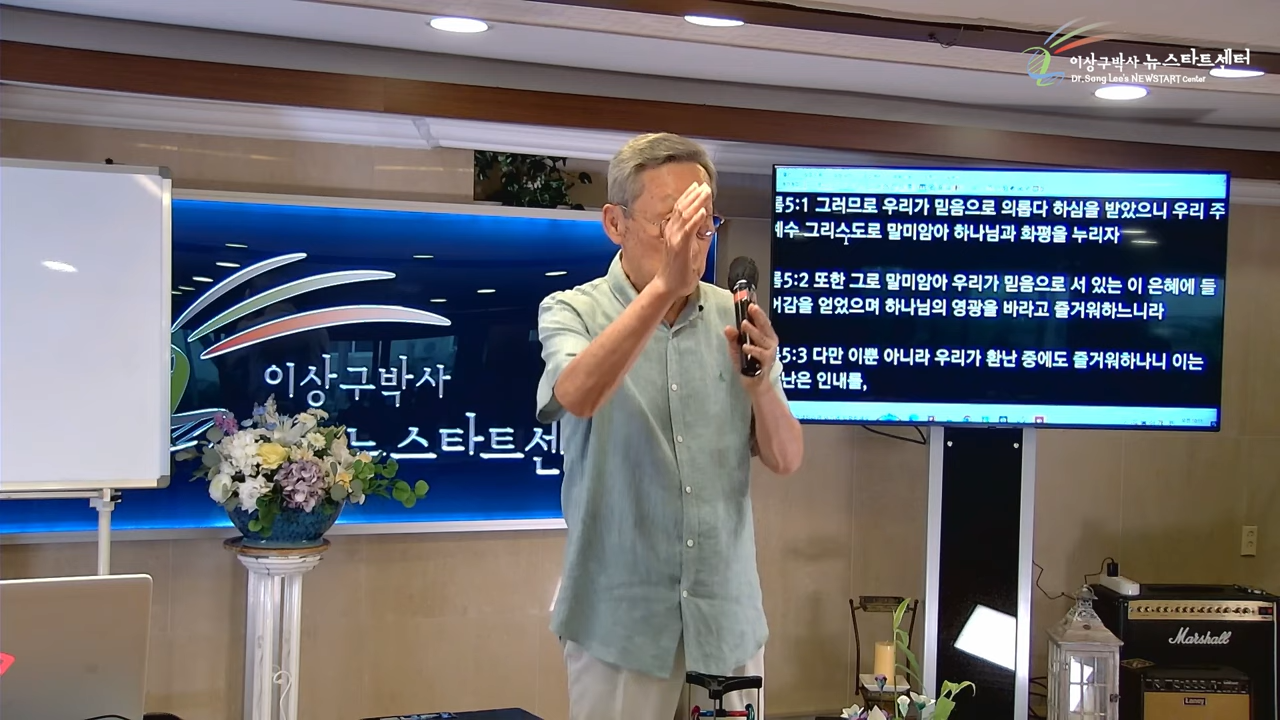 이상구박사 뉴스타트센터
Dr. Sang Lee's NEWSTART Center
롬5:1 그러므로 우리가 믿음으로 의롭다 하심을 받았으니 우리 주
예수 그리스도로 말미암아 하나님과 화평을 누리자
롬5:2 또한 그로 말미암아 우리가 믿음으로 서 있는 이 은혜에 들
어감을 얻었으며 하나님의 영광을 바라고 즐거워하느니라
롬5:3 다만 이뿐 아니라 우리가 환난 중에도 즐거워하나니 이는
난은 인내를,
이상구박사
뉴스타트센
Marshall
Laney